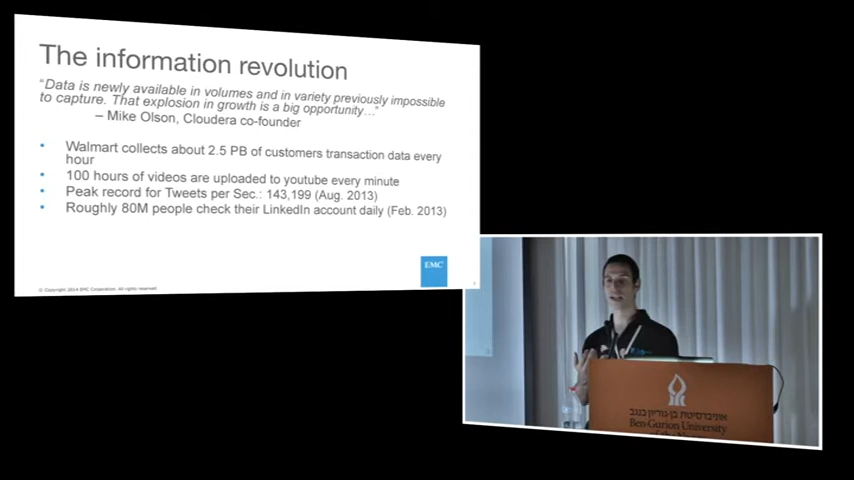 The information revolution
“Data is newly available in volumes and in variety previously impossible
to capture. That explosion in growth is a big opportunity…”
– Mike Olson, Cloudera co-founder
• Walmart collects about 2.5 PB of customers transaction data every
hour
• 100 hours of videos are uploaded to youtube every minute
• Peak record for Tweets per Sec.: 143,199 (Aug. 2013)
• Roughly 80M people check their LinkedIn account daily (Feb. 2013)
EMC
© Copyright 2014 EMC Corporation. All rights reserved.
אוניברסיטת בן-גוריון בנגב
Ben-Gurion University
of the